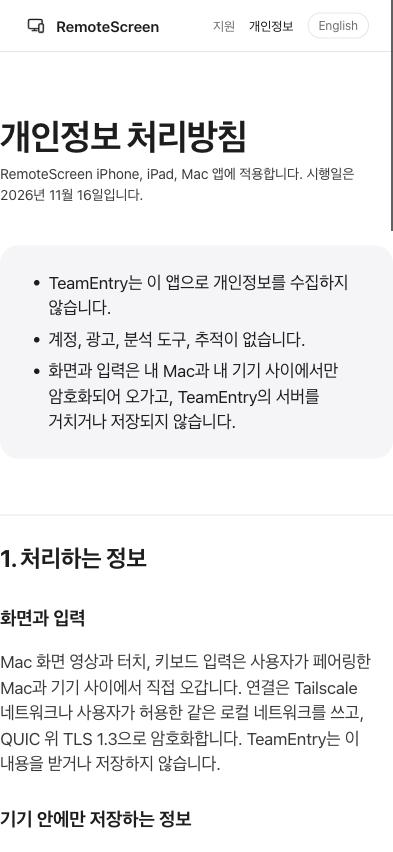 RemoteScreen
지원 개인정보 English
개인정보 처리방침
RemoteScreen iPhone, iPad, Mac 앱에 적용합니다. 시행일은
2026년 11월 16일입니다.
• TeamEntry는 이 앱으로 개인정보를 수집하지
않습니다.
• 계정, 광고, 분석 도구, 추적이 없습니다.
• 화면과 입력은 내 Mac과 내 기기 사이에서만
암호화되어 오가고, TeamEntry의 서버를
거치거나 저장되지 않습니다.
1. 처리하는 정보
화면과 입력
Mac 화면 영상과 터치, 키보드 입력은 사용자가 페어링한
Mac과 기기 사이에서 직접 오갑니다. 연결은 Tailscale
네트워크나 사용자가 허용한 같은 로컬 네트워크를 쓰고,
QUIC 위 TLS 1.3으로 암호화합니다. TeamEntry는 이
내용을 받거나 저장하지 않습니다.
기기 안에만 저장하는 정보